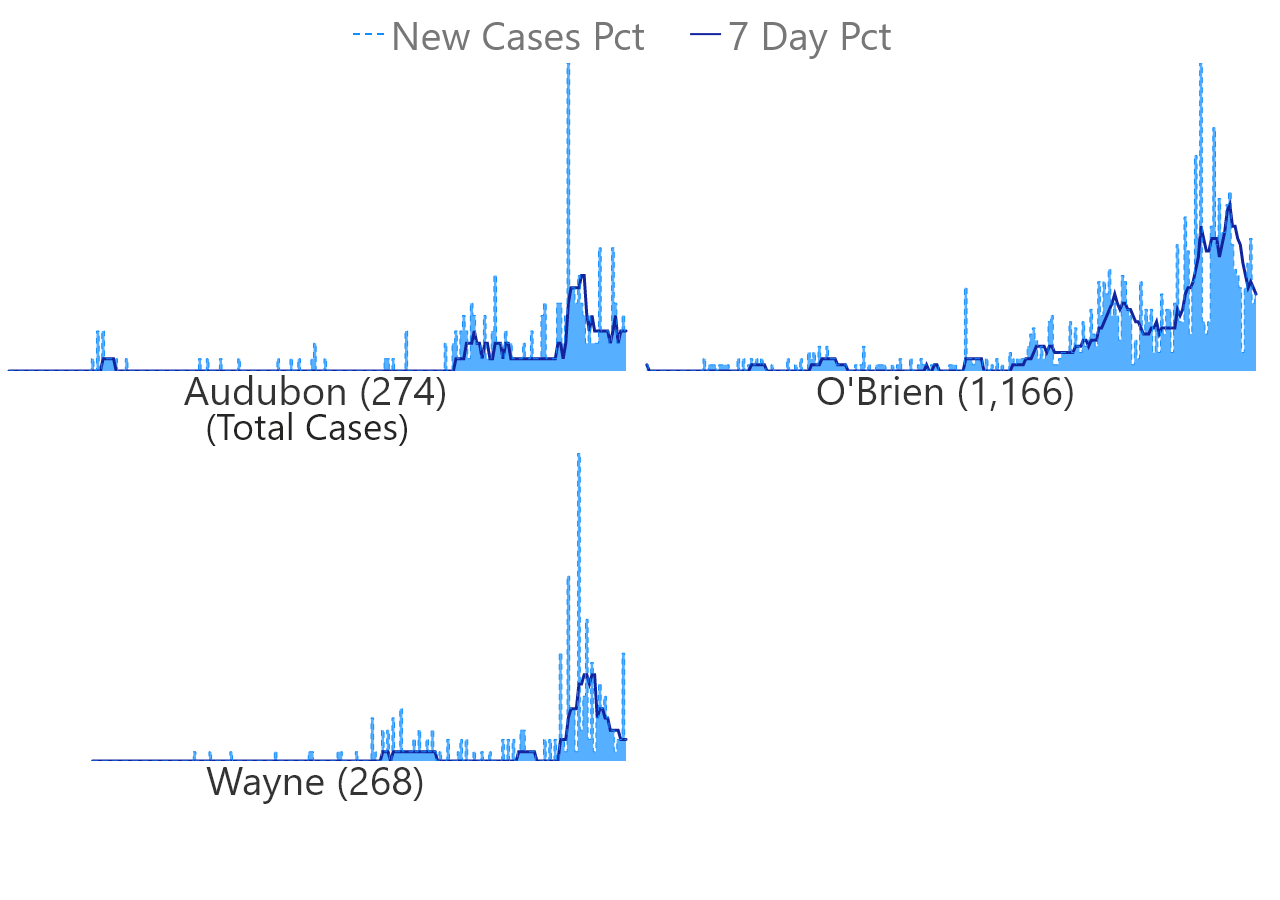 New Cases Pct 7 Day Pct
Audubon (274)
(Total Cases)
O'Brien (1,166)
Wayne (268)